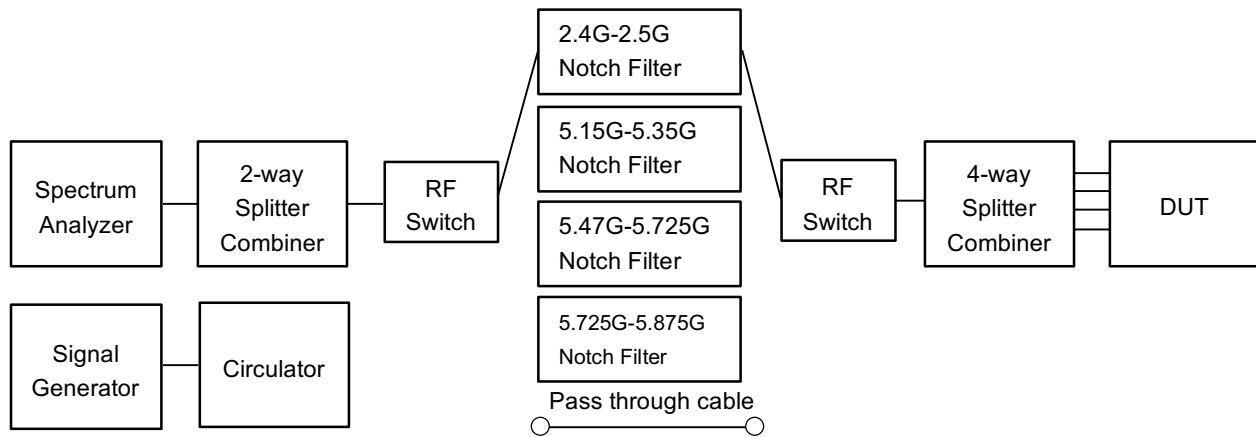 Spectrum
Analyzer
2-way
Splitter
Combiner
RF
Switch
2.4G-2.5G
Notch Filter
5.15G-5.35G
Notch Filter
5.47G-5.725G
Notch Filter
5.725G-5.875G
Notch Filter
Pass through cable
RF
Switch
4-way
Splitter
Combiner
DUT
Signal
Generator
Circulator